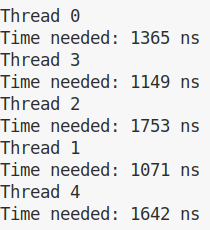 Thread 0
Time needed: 1365 ns
Thread 3
Time needed: 1149 ns
Thread 2
Time needed: 1753 ns
Thread 1
Time needed: 1071 ns
Thread 4
Time needed: 1642 ns